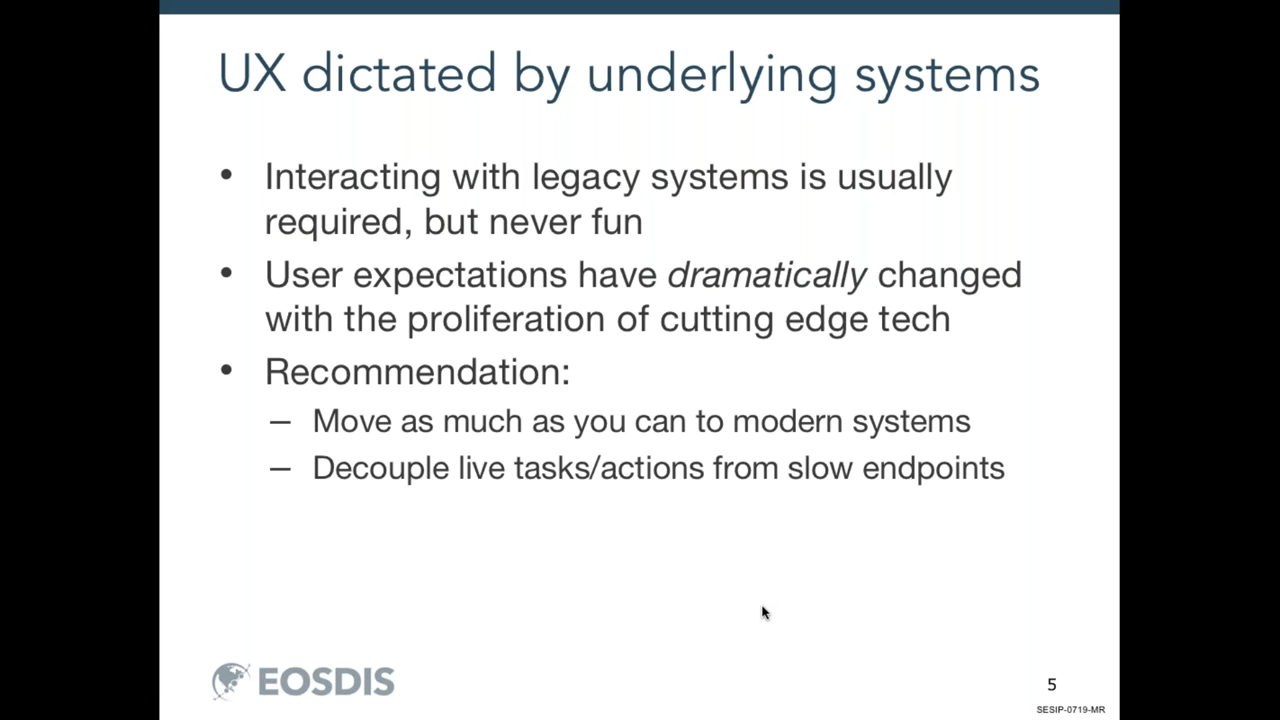 UX dictated by underlying systems
• Interacting with legacy systems is usually
required, but never fun
• User expectations have dramatically changed
with the proliferation of cutting edge tech
• Recommendation:
– Move as much as you can to modern systems
– Decouple live tasks/actions from slow endpoints
EOSDIS
5
SESIP-0719-MR